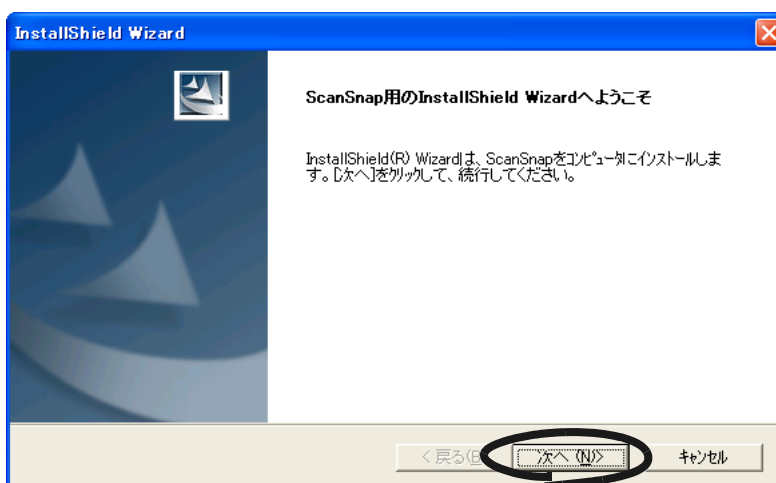 InstallShield Wizard
ScanSnap用のInstallShield Wizardへようこそ
InstallShield(R) Wizardは、ScanSnapをコンピュータにインストールしま
す。[次へ]をクリックして、続行してください。
< 戻る(B 次へ (N)> キャンセル